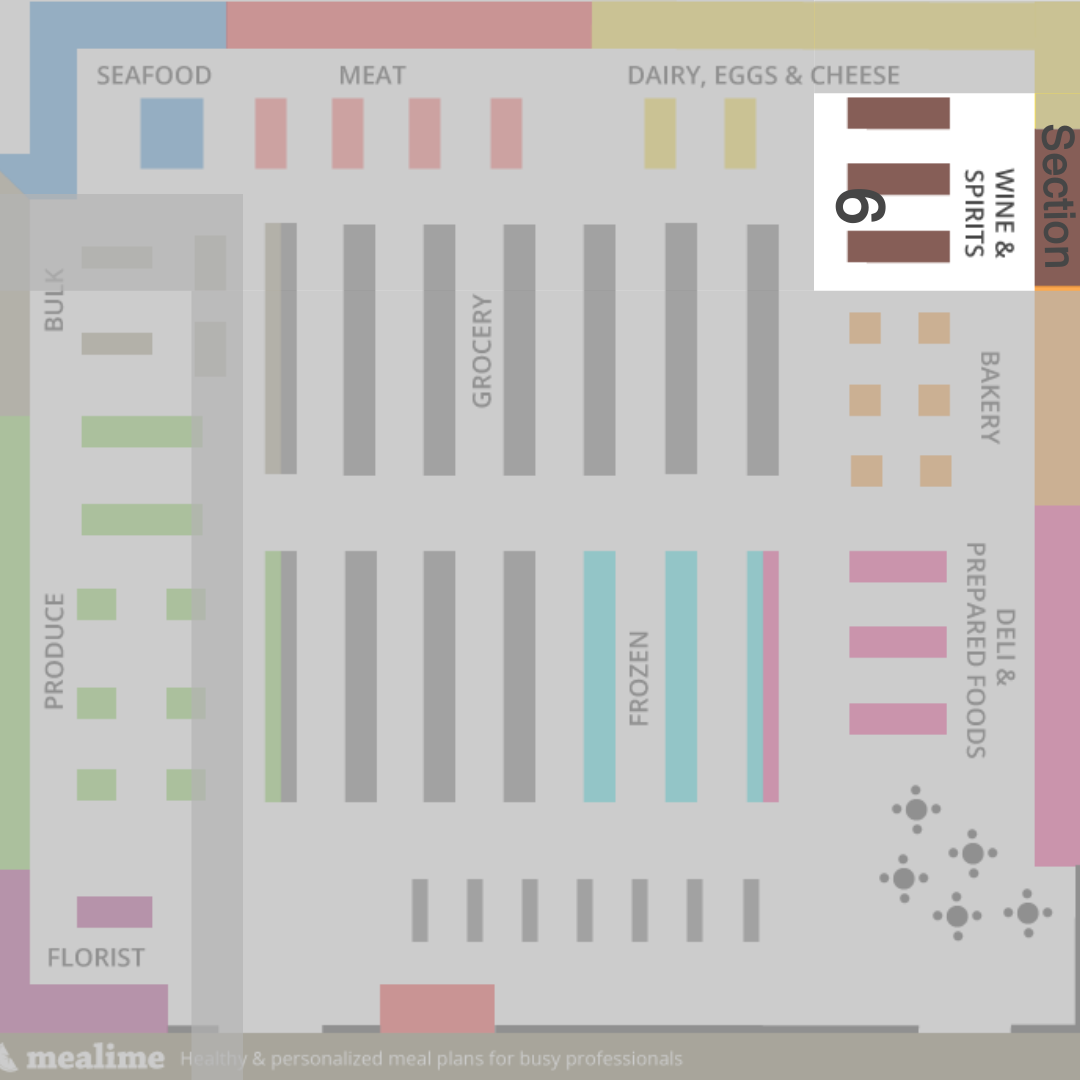 SEAFOOD
MEAT
DAIRY, EGGS & CHEESE
Section
6
WINE &
SPIRITS
BULK
GROCERY
BAKERY
PRODUCE
FROZEN
DELI &
PREPARED FOODS
FLORIST
mealime
Healthy & personalized meal plans for busy professionals